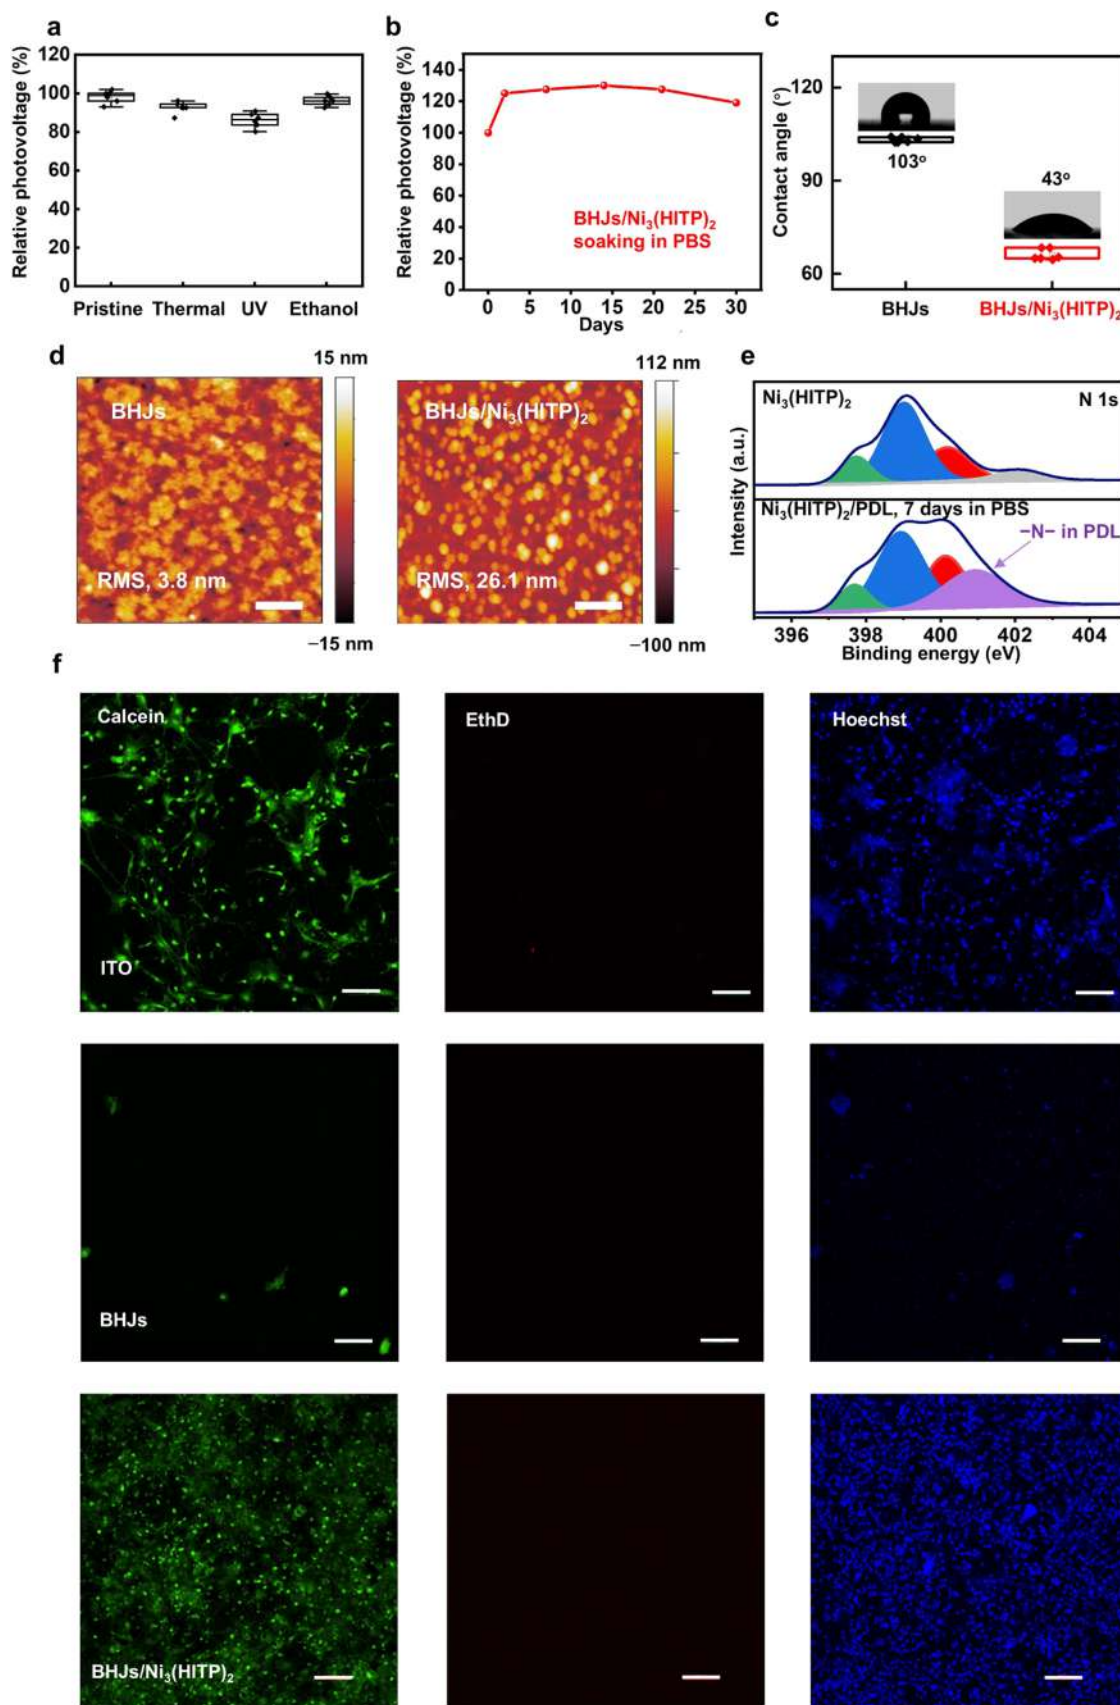 a
Relative photovoltage (%)
120
100
80
60
40
20
0
Pristine Thermal UV Ethanol
b
Relative photovoltage (%)
140
120
100
80
60
40
20
0
BHJs/Ni₃(HITP)₂
soaking in PBS
0 5 10 15 20 25 30
Days
c
Contact angle (°)
120
90
60
103°
43°
BHJs BHJs/Ni₃(HITP)₂
d
15 nm
BHJs
RMS, 3.8 nm
−15 nm
112 nm
BHJs/Ni₃(HITP)₂
RMS, 26.1 nm
−100 nm
e
Intensity (a.u.)
Ni₃(HITP)₂ N 1s
Ni₃(HITP)₂/PDL, 7 days in PBS
−N− in PDL
396 398 400 402 404
Binding energy (eV)
f
Calcein
ITO
EthD
Hoechst
BHJs
BHJs/Ni₃(HITP)₂